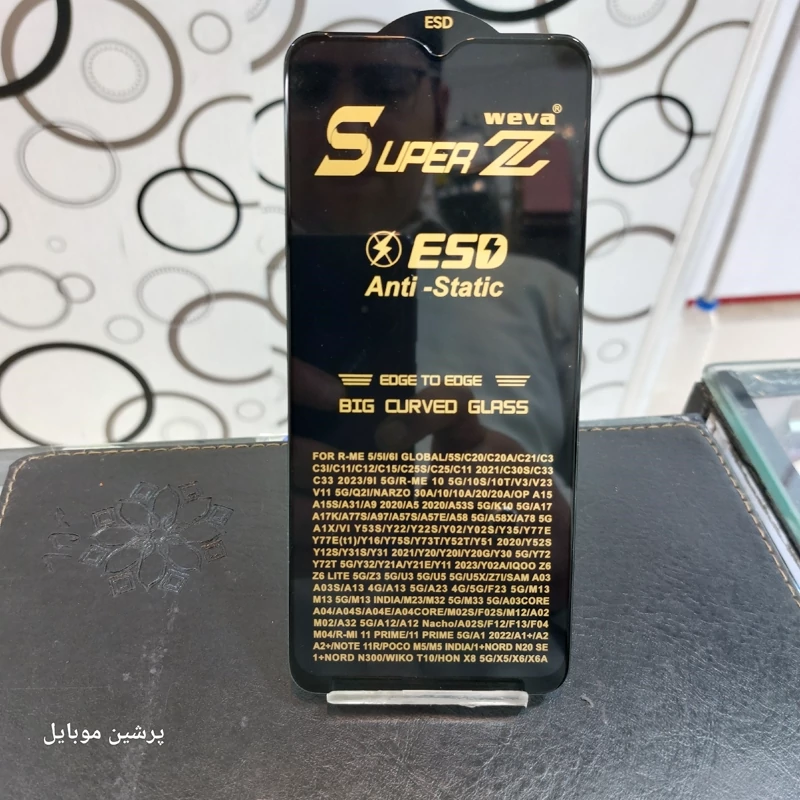 ESD
weva®
SUPER Z
ESD
Anti -Static
EDGE TO EDGE
BIG CURVED GLASS
FOR R-ME 5/5I/6I GLOBAL/5S/C20/C20A/C21/C3
C3I/C11/C12/C15/C25S/C25/C11 2021/C30S/C33
C33 2023/9I 5G/R-ME 10 5G/10S/10T/V3/V23
V11 5G/Q2I/NARZO 30A/10/10A/20/20A/OP A15
A15S/A31/A9 2020/A5 2020/A53S 5G/K10 5G/A17
A17K/A77S/A97/A57S/A57E/A58 5G/A58X/A78 5G
A1X/VI Y53S/Y22/Y22S/Y02/Y02S/Y35/Y77E
Y77E(t1)/Y16/Y75S/Y73T/Y52T/Y51 2020/Y52S
Y12S/Y31S/Y31 2021/Y20/Y20I/Y20G/Y30 5G/Y72
Y72T 5G/Y32/Y21A/Y21E/Y11 2023/Y02A/IQOO Z6
Z6 LITE 5G/Z3 5G/U3 5G/U5 5G/U5X/Z7I/SAM A03
A03S/A13 4G/A13 5G/A23 4G/5G/F23 5G/M13
M13 5G/M13 INDIA/M23/M32 5G/M33 5G/A03CORE
A04/A04S/A04E/A04CORE/M02S/F02S/M12/A02
M02/A32 5G/A12/A12 Nacho/A02S/F12/F13/F04
M04/R-MI 11 PRIME/11 PRIME 5G/A1 2022/A1+/A2
A2+/NOTE 11R/POCO M5/M5 INDIA/1+NORD N20 SE
1+NORD N300/WIKO T10/HON X8 5G/X5/X6/X6A
پرشین موبایل